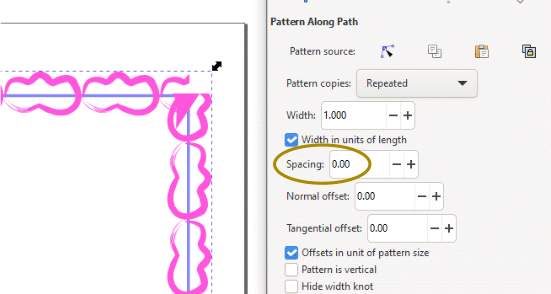 Pattern Along Path
Pattern source:
Pattern copies: Repeated
Width: 1.000 − +
Width in units of length
Spacing: 0.00 − +
Normal offset: 0.00 − +
Tangential offset: 0.00 − +
Offsets in unit of pattern size
Pattern is vertical
Hide width knot